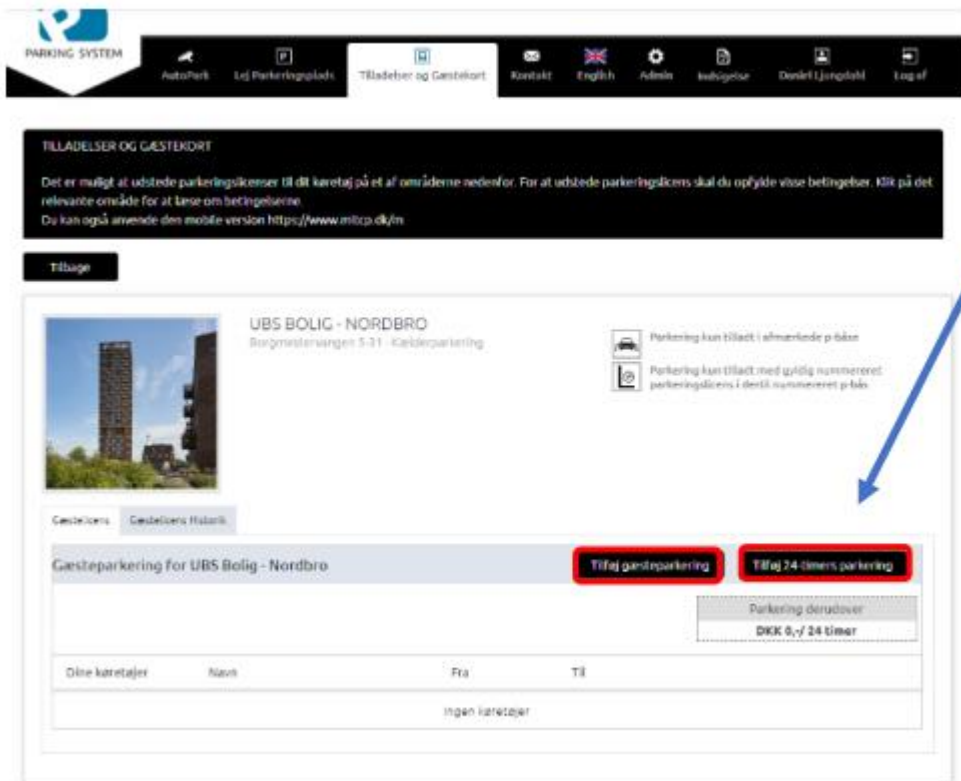 PARKING SYSTEM
AutoPark
Lej Parkeringsplads
Tilladelser og Gæstekort
Kontakt
English
Admin
Indsigelse
Daniel Ljungdahl
Log af
TILLADELSER OG GÆSTEKORT
Det er muligt at udstede parkeringslicenser til dit køretøj på et af områderne nedenfor. For at udstede parkeringslicens skal du opfylde visse betingelser. Klik på det
relevante område for at læse om betingelserne.
Du kan også anvende den mobile version https://www.mitcp.dk/m
Tilbage
UBS BOLIG - NORDBRO
Borgmestervangen 5-31 - Kælderparkering
Parkering kun tilladt i afmærkede p-båse
Parkering kun tilladt med gyldig nummereret
parkeringslicens i dertil nummereret p-bås
Gæstelicens
Gæstelicens Historik
Gæsteparkering for UBS Bolig - Nordbro
Tilføj gæsteparkering
Tilføj 24-timers parkering
Parkering derudover
DKK 0,-/ 24 timer
Dine køretøjer
Navn
Fra
Til
Ingen køretøjer